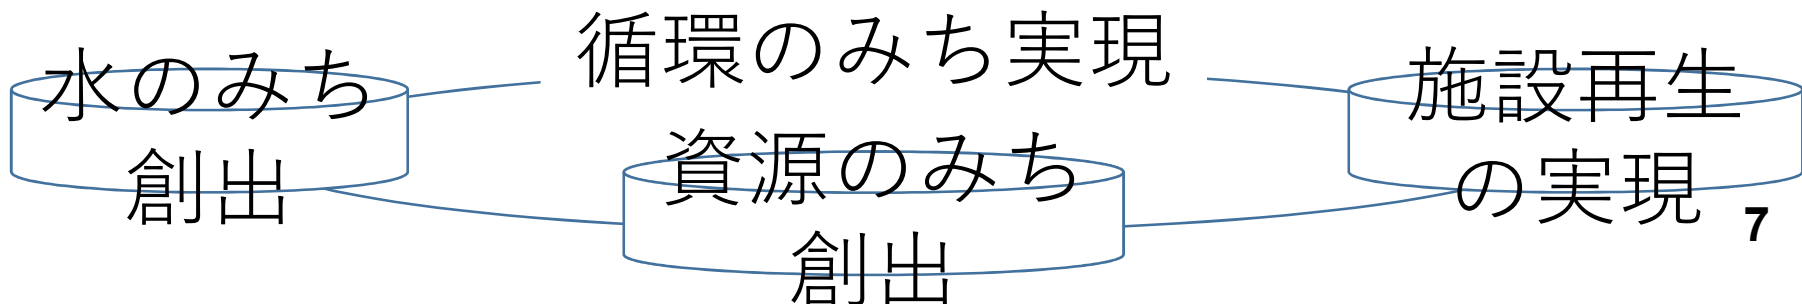 循環のみち実現
水のみち
創出
資源のみち
創出
施設再生
の実現
7